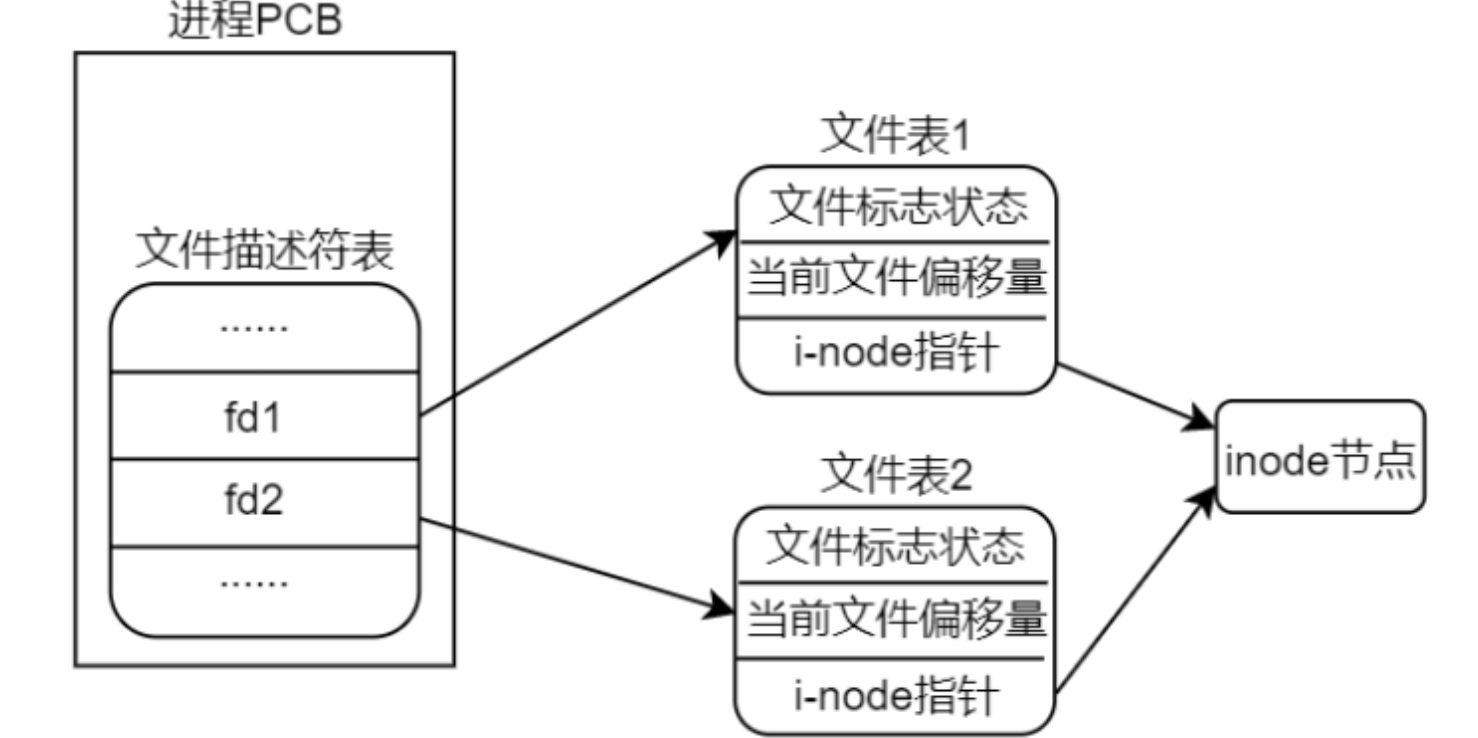 进程PCB
文件描述符表
......
fd1
fd2
......
文件表1
文件标志状态
当前文件偏移量
i-node指针
文件表2
文件标志状态
当前文件偏移量
i-node指针
inode节点